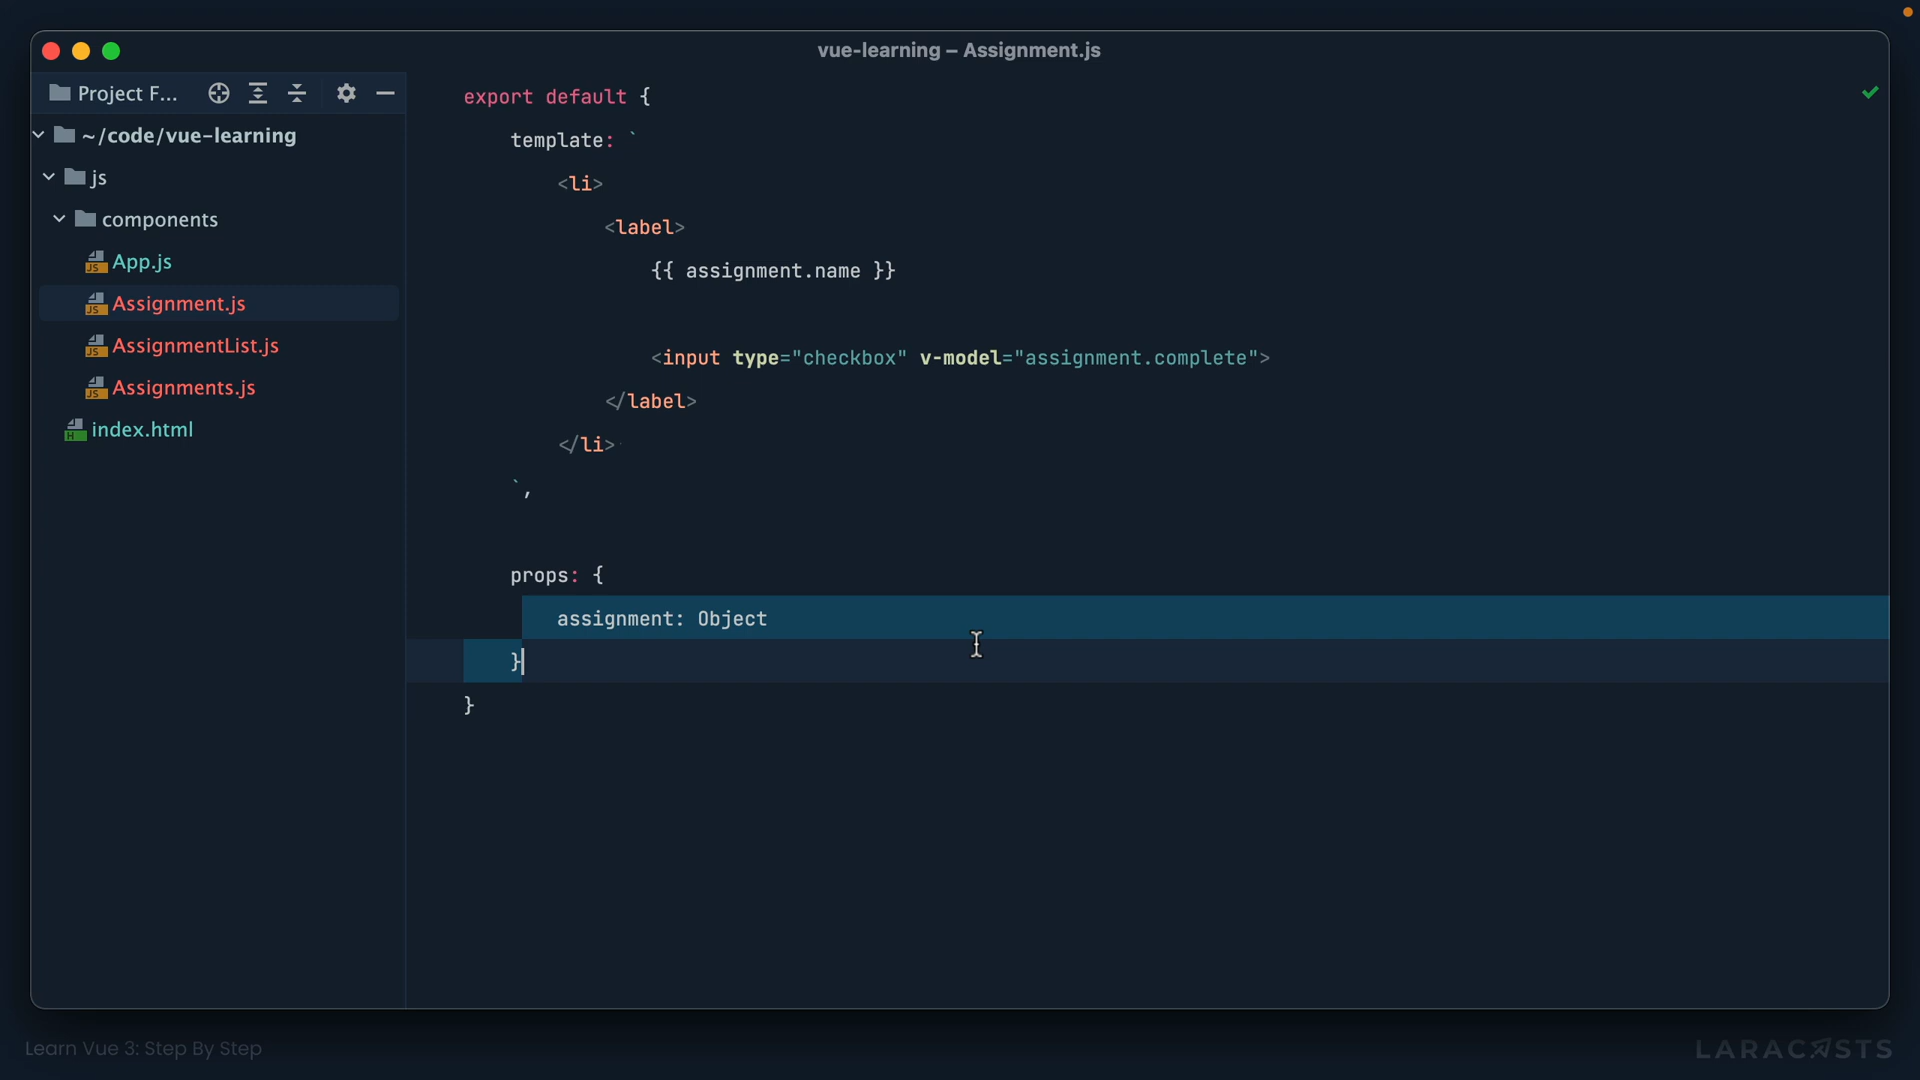 vue-learning – Assignment.js
Project F...
~/code/vue-learning
js
components
App.js
Assignment.js
AssignmentList.js
Assignments.js
index.html
export default {
template: `
<li>
<label>
{{ assignment.name }}
<input type="checkbox" v-model="assignment.complete">
</label>
</li>
`,
props: {
assignment: Object
}
}
Learn Vue 3: Step By Step
LARACASTS